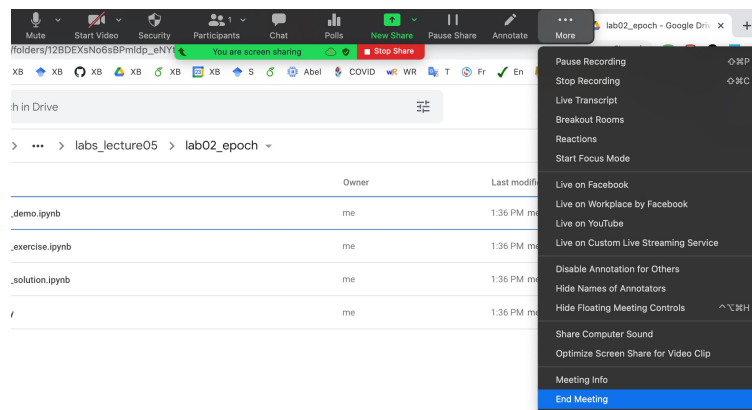 Mute Start Video Security Participants 1 Chat Polls New Share Pause Share Annotate More
lab02_epoch - Google Driv
/folders/12BDEXsNo6sBPmldp_eNYt
You are screen sharing Stop Share
XB XB XB XB XB XB S Abel COVID wR WR T Fr En
ch in Drive
labs_lecture05 > lab02_epoch
Owner Last modifi
_demo.ipynb me 1:36 PM me
_exercise.ipynb me 1:36 PM me
_solution.ipynb me 1:36 PM me
me 1:36 PM me
Pause Recording ⇧⌘P
Stop Recording ⇧⌘C
Live Transcript
Breakout Rooms
Reactions
Start Focus Mode
Live on Facebook
Live on Workplace by Facebook
Live on YouTube
Live on Custom Live Streaming Service
Disable Annotation for Others
Hide Names of Annotators
Hide Floating Meeting Controls ^⌥⌘H
Share Computer Sound
Optimize Screen Share for Video Clip
Meeting Info
End Meeting